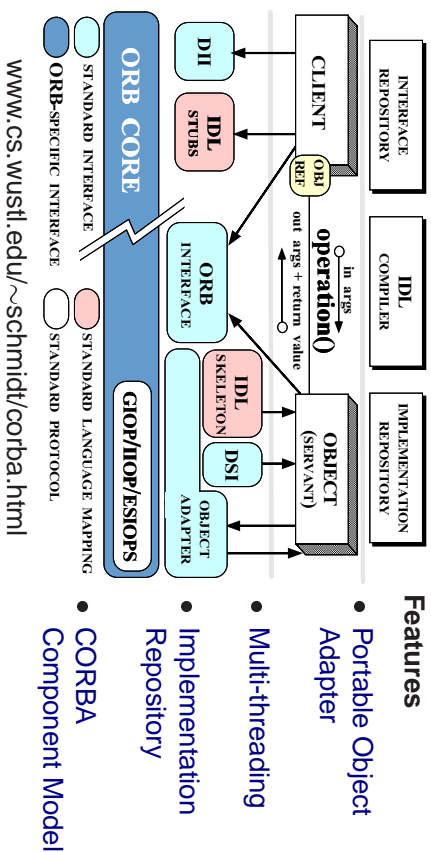 INTERFACE
REPOSITORY
IDL
COMPILER
IMPLEMENTATION
REPOSITORY
CLIENT
OBJ
REF
in args
operation()
out args + return value
OBJECT
(SERVANT)
DII
IDL
STUBS
ORB
INTERFACE
IDL
SKELETON
DSI
OBJECT
ADAPTER
ORB CORE
GIOP/IIOP/ESIOPS
STANDARD INTERFACE
STANDARD LANGUAGE MAPPING
ORB-SPECIFIC INTERFACE
STANDARD PROTOCOL
www.cs.wustl.edu/~schmidt/corba.html
Features
• Portable Object
Adapter
• Multi-threading
• Implementation
Repository
• CORBA
Component Model